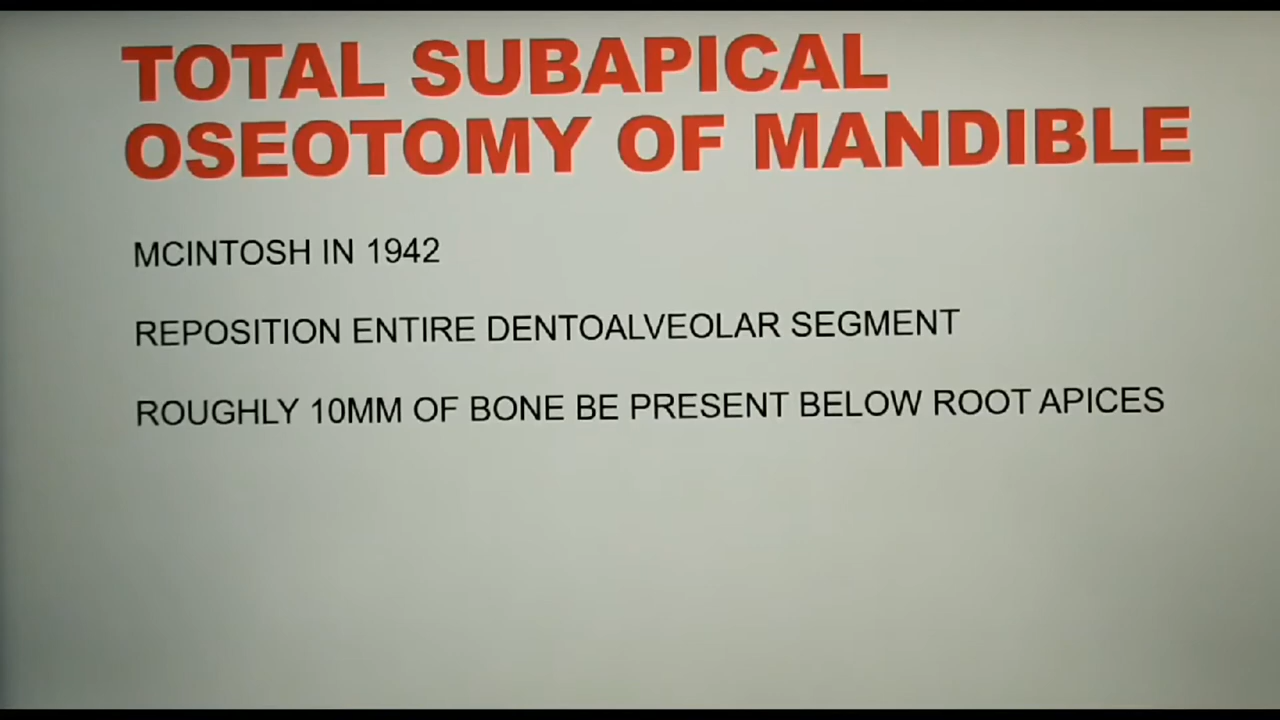 TOTAL SUBAPICAL
OSEOTOMY OF MANDIBLE
MCINTOSH IN 1942
REPOSITION ENTIRE DENTOALVEOLAR SEGMENT
ROUGHLY 10MM OF BONE BE PRESENT BELOW ROOT APICES